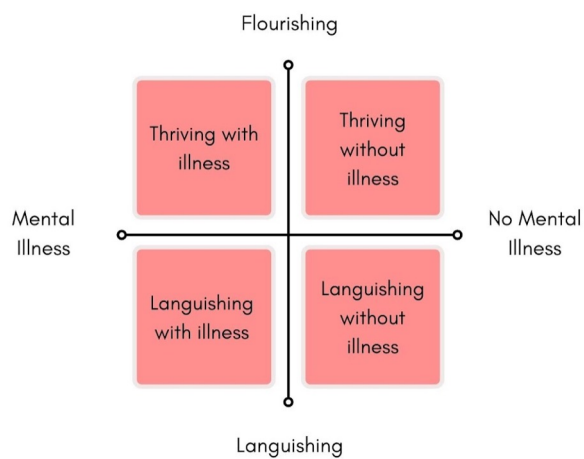 Flourishing
Thriving with
illness
Thriving
without
illness
Mental
Illness
No Mental
Illness
Languishing
with illness
Languishing
without
illness
Languishing